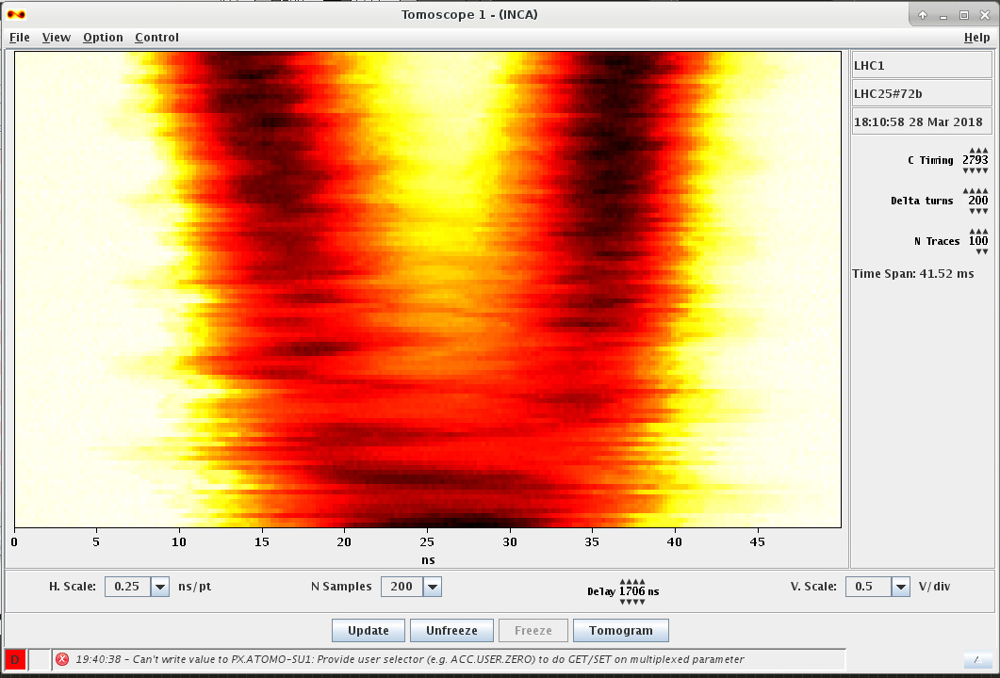 Tomoscope 1 - (INCA)
File View Option Control Help
LHC1
LHC25#72b
18:10:58 28 Mar 2018
C Timing 2793
Delta turns 200
N Traces 100
Time Span: 41.52 ms
0 5 10 15 20 25 30 35 40 45
ns
H. Scale: 0.25 ns/pt N Samples 200 Delay 1706 ns V. Scale: 0.5 V/div
Update Unfreeze Freeze Tomogram
D 19:40:38 – Can't write value to PX.ATOMO-SU1: Provide user selector (e.g. ACC.USER.ZERO) to do GET/SET on multiplexed parameter